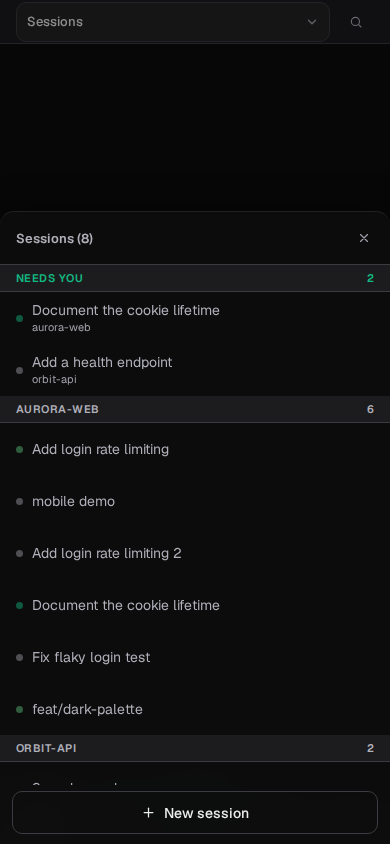 Sessions
Sessions (8)
NEEDS YOU 2
Document the cookie lifetime
aurora-web
Add a health endpoint
orbit-api
AURORA-WEB 6
Add login rate limiting
mobile demo
Add login rate limiting 2
Document the cookie lifetime
Fix flaky login test
feat/dark-palette
ORBIT-API 2
New session